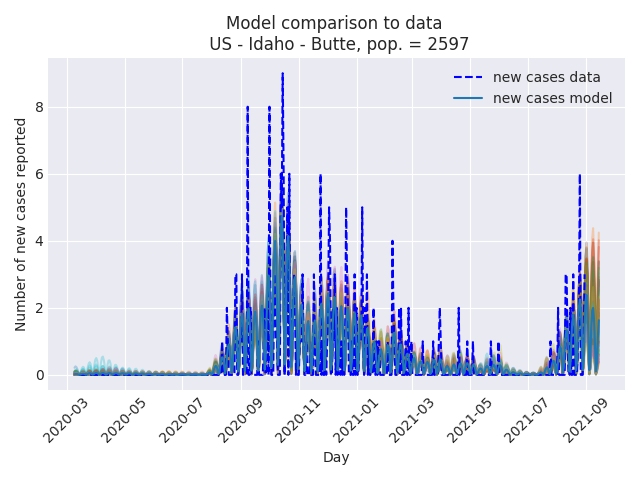 Model comparison to data
US - Idaho - Butte, pop. = 2597
new cases data
new cases model
Number of new cases reported
8
6
4
2
0
2020-03
2020-05
2020-07
2020-09
2020-11
2021-01
2021-03
2021-05
2021-07
2021-09
Day